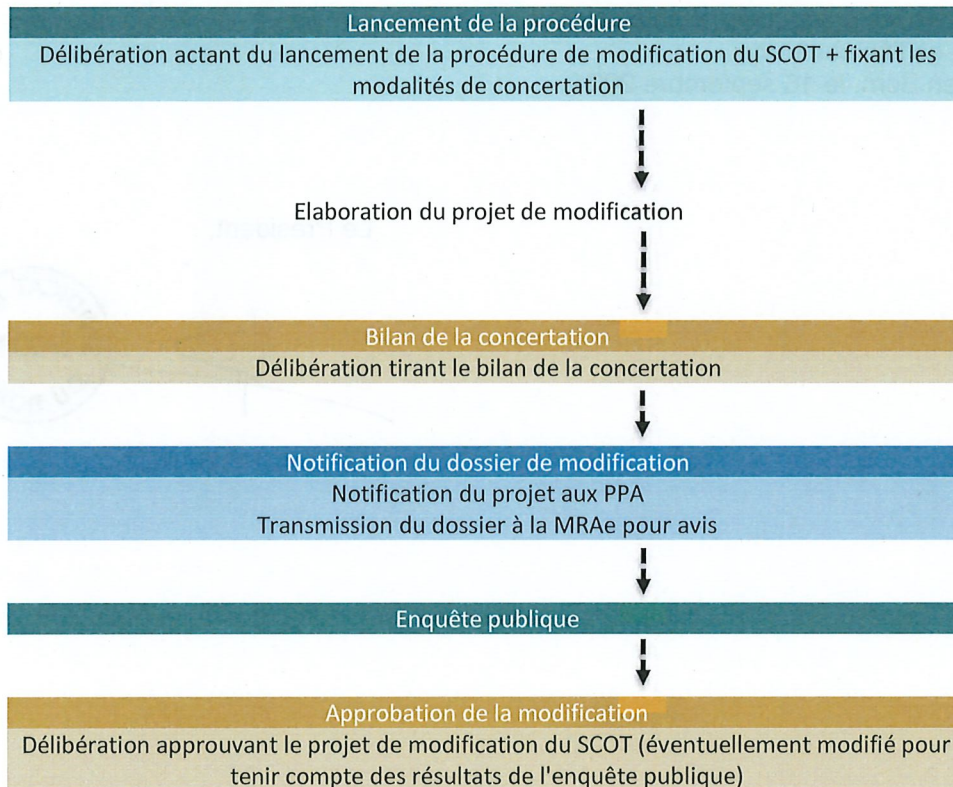 Lancement de la procédure
Délibération actant du lancement de la procédure de modification du SCOT + fixant les
modalités de concertation
Elaboration du projet de modification
Bilan de la concertation
Délibération tirant le bilan de la concertation
Notification du dossier de modification
Notification du projet aux PPA
Transmission du dossier à la MRAe pour avis
Enquête publique
Approbation de la modification
Délibération approuvant le projet de modification du SCOT (éventuellement modifié pour
tenir compte des résultats de l'enquête publique)